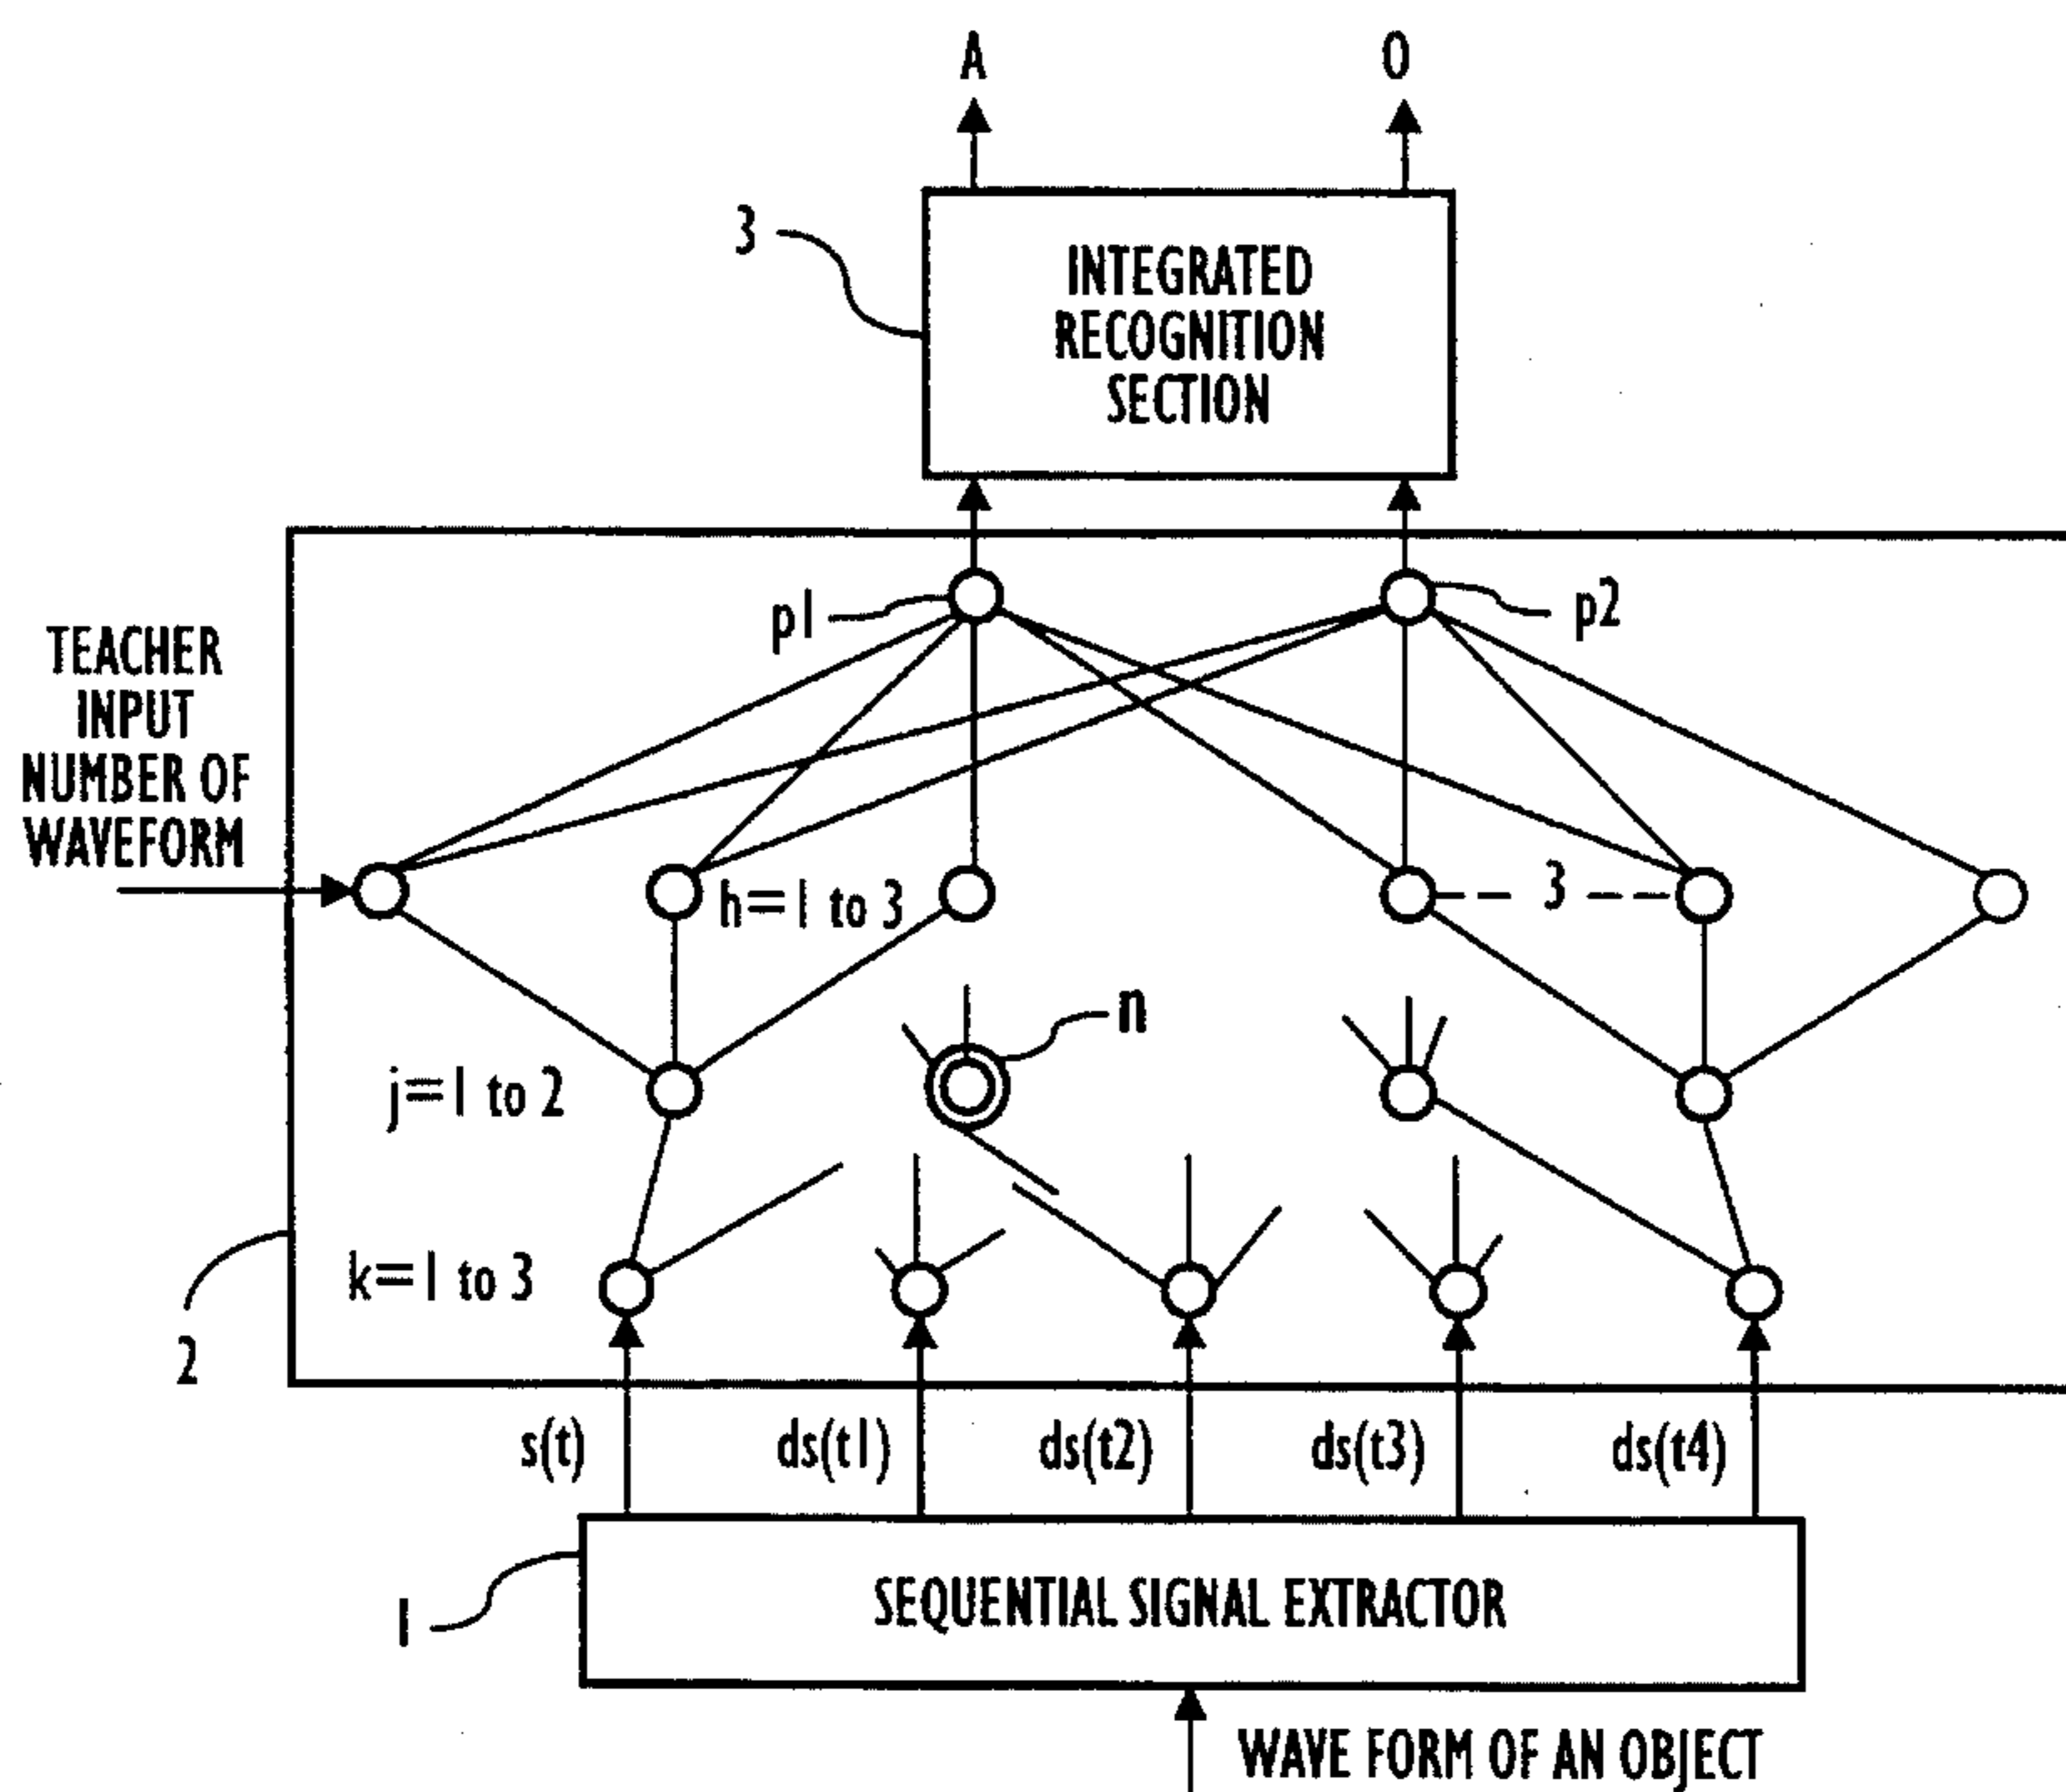 A
O
3
INTEGRATED
RECOGNITION
SECTION
p1
p2
TEACHER
INPUT
NUMBER OF
WAVEFORM
h=1 to 3
3
n
j=1 to 2
k=1 to 3
2
s(t)
ds(t1)
ds(t2)
ds(t3)
ds(t4)
1
SEQUENTIAL SIGNAL EXTRACTOR
WAVE FORM OF AN OBJECT